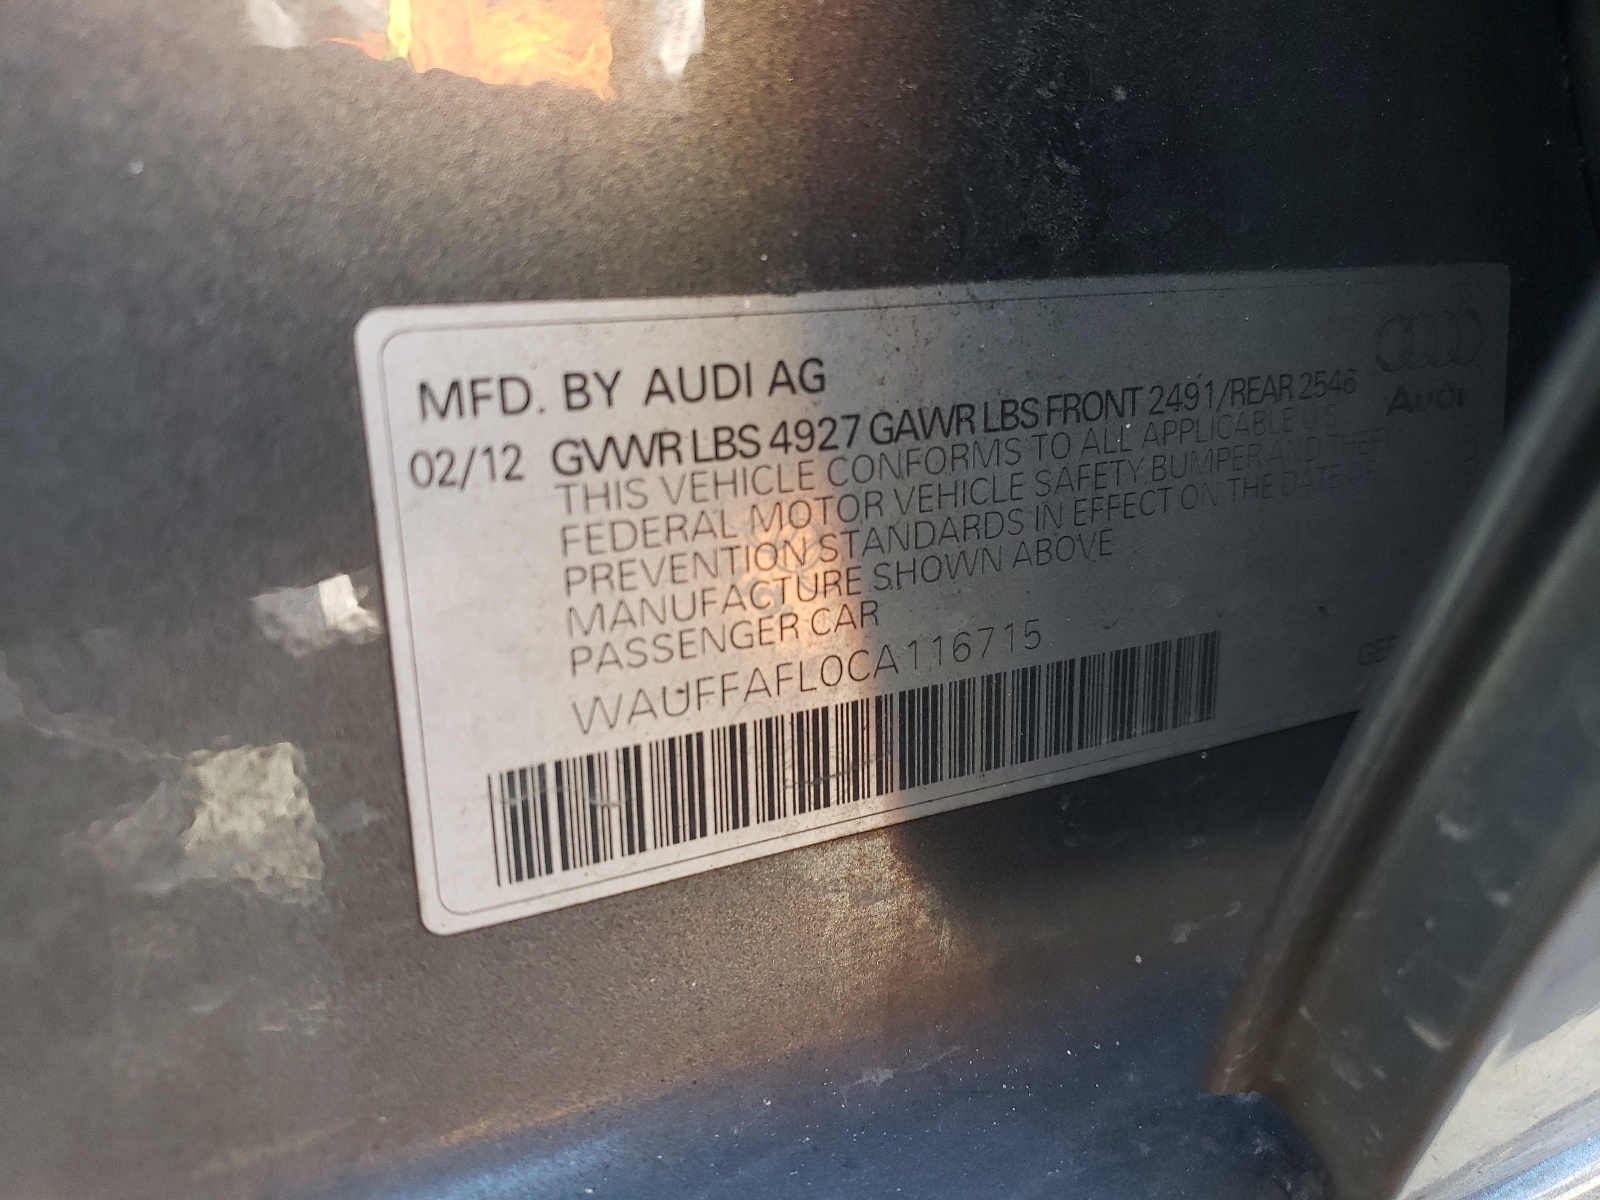 MFD. BY AUDI AG
02/12 GVWR LBS 4927 GAWR LBS FRONT 2491/REAR 2546
Audi
THIS VEHICLE CONFORMS TO ALL APPLICABLE US
FEDERAL MOTOR VEHICLE SAFETY, BUMPER AND
PREVENTION STANDARDS IN EFFECT ON THE DATE OF
MANUFACTURE SHOWN ABOVE
PASSENGER CAR
WAUFFAFL0CA116715